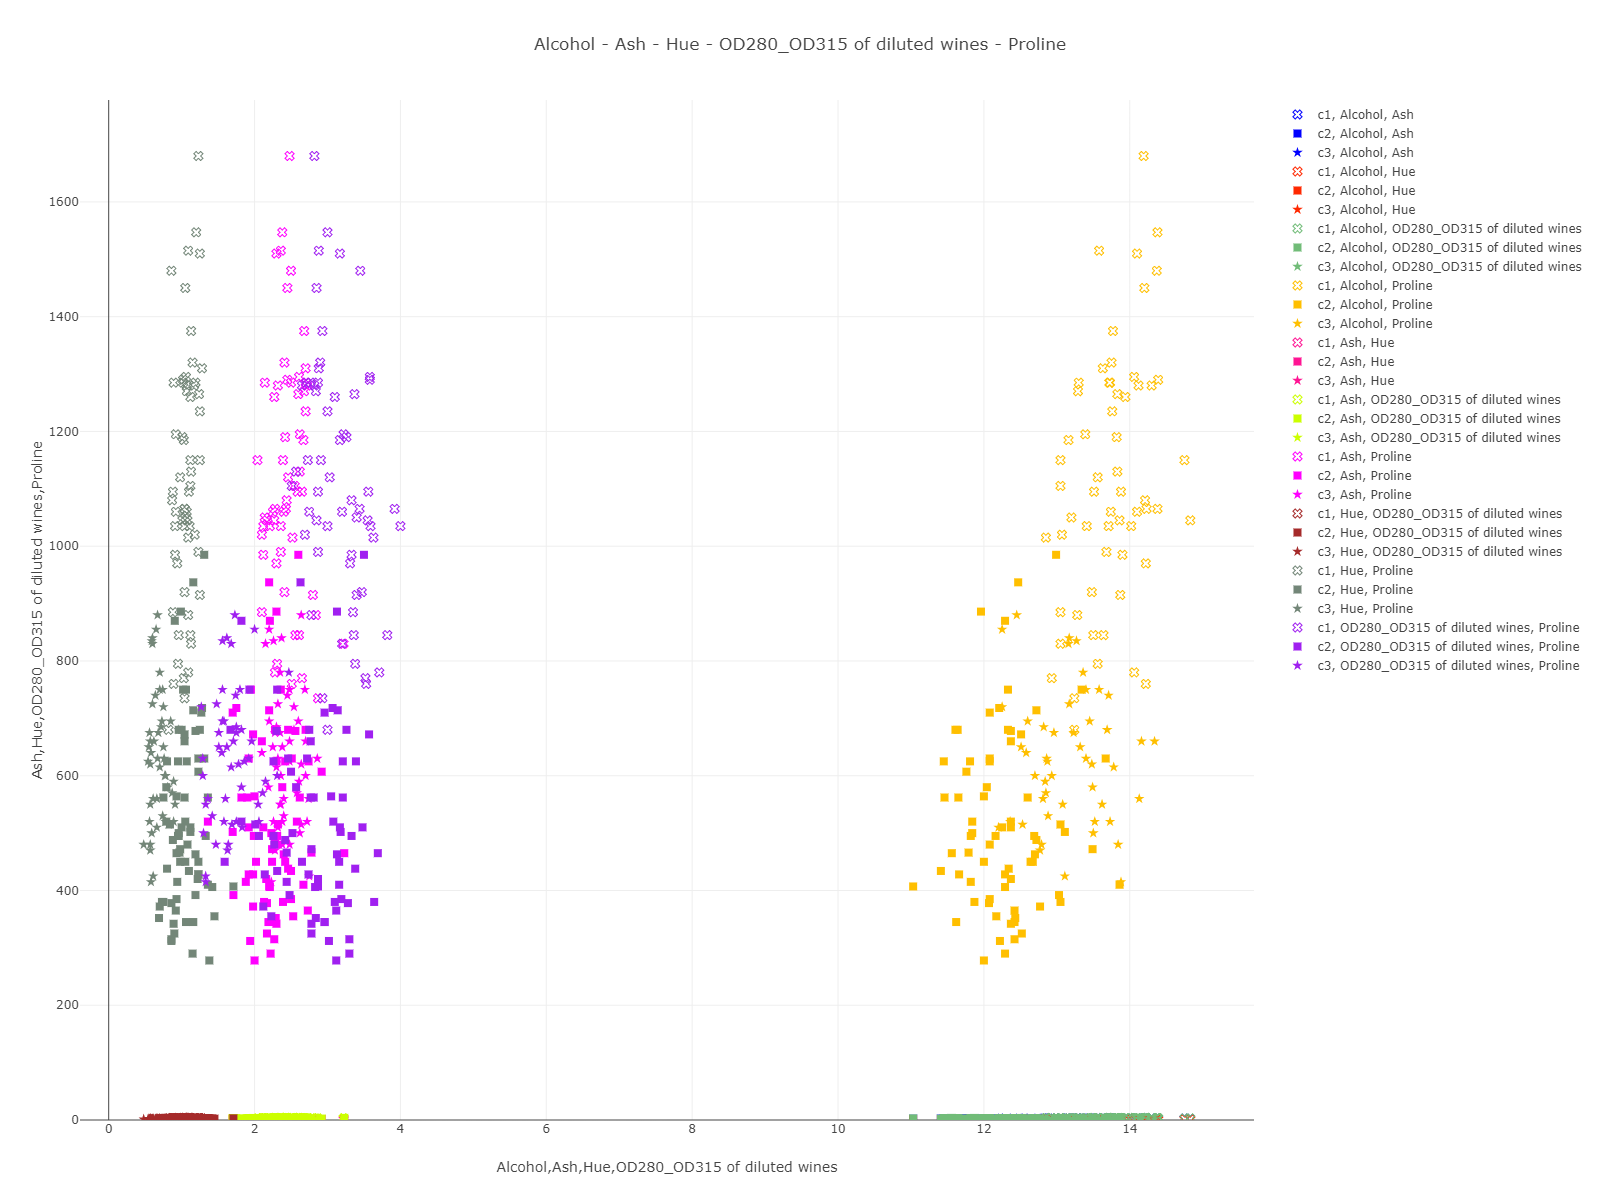 Alcohol - Ash - Hue - OD280_OD315 of diluted wines - Proline
Ash,Hue,OD280_OD315 of diluted wines,Proline
1600
1400
1200
1000
800
600
400
200
0
0 2 4 6 8 10 12 14
Alcohol,Ash,Hue,OD280_OD315 of diluted wines
c1, Alcohol, Ash
c2, Alcohol, Ash
c3, Alcohol, Ash
c1, Alcohol, Hue
c2, Alcohol, Hue
c3, Alcohol, Hue
c1, Alcohol, OD280_OD315 of diluted wines
c2, Alcohol, OD280_OD315 of diluted wines
c3, Alcohol, OD280_OD315 of diluted wines
c1, Alcohol, Proline
c2, Alcohol, Proline
c3, Alcohol, Proline
c1, Ash, Hue
c2, Ash, Hue
c3, Ash, Hue
c1, Ash, OD280_OD315 of diluted wines
c2, Ash, OD280_OD315 of diluted wines
c3, Ash, OD280_OD315 of diluted wines
c1, Ash, Proline
c2, Ash, Proline
c3, Ash, Proline
c1, Hue, OD280_OD315 of diluted wines
c2, Hue, OD280_OD315 of diluted wines
c3, Hue, OD280_OD315 of diluted wines
c1, Hue, Proline
c2, Hue, Proline
c3, Hue, Proline
c1, OD280_OD315 of diluted wines, Proline
c2, OD280_OD315 of diluted wines, Proline
c3, OD280_OD315 of diluted wines, Proline